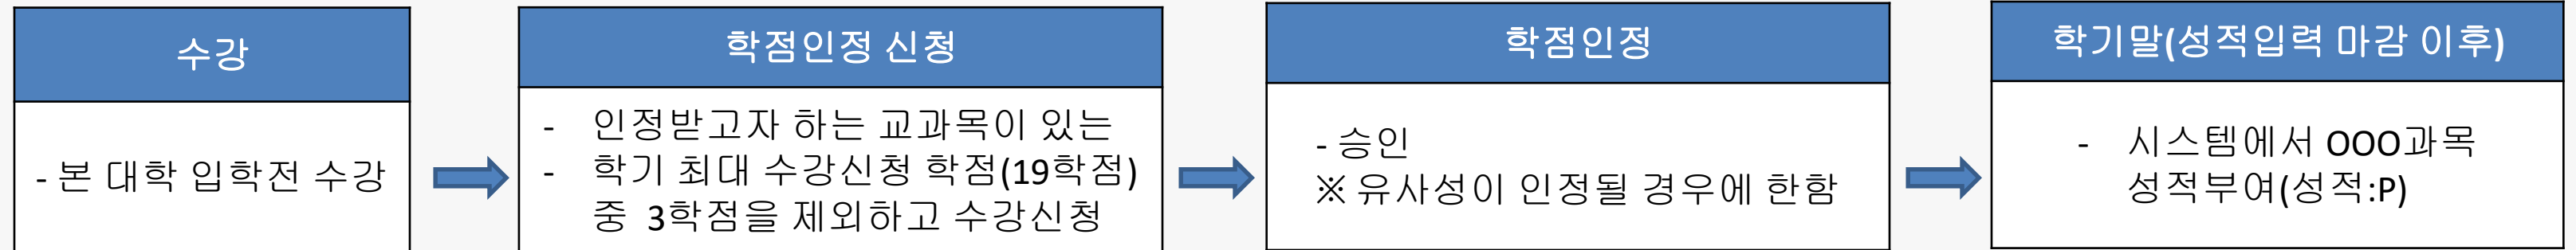 수강
- 본 대학 입학전 수강
학점인정 신청
- 인정받고자 하는 교과목이 있는
- 학기 최대 수강신청 학점(19학점)
중 3학점을 제외하고 수강신청
학점인정
- 승인
※ 유사성이 인정될 경우에 한함
학기말(성적입력 마감 이후)
- 시스템에서 OOO과목
성적부여(성적:P)